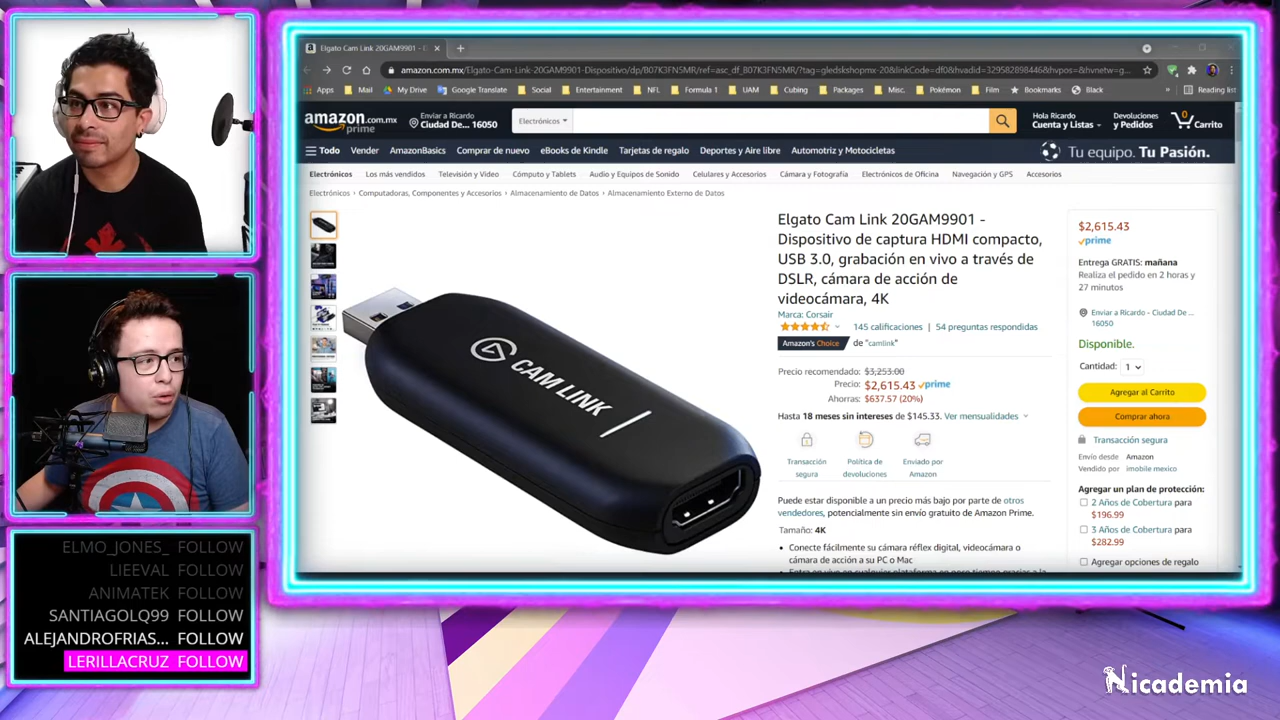 Elgato Cam Link 20GAM9901 - 
amazon.com.mx/Elgato-Cam-Link-20GAM9901-Dispositivo/dp/B07K3FN5MR/ref=asc_df_B07K3FN5MR/?tag=gledskshopmx-20&linkCode=df0&hvadid=329582898446&hvpos=&hvnetw=g...
Apps Mail My Drive Google Translate Social Entertainment NFL Formula 1 UAM Cubing Packages Misc. Pokémon Film Bookmarks Black » Reading list
amazon.com.mx
prime
Enviar a Ricardo
Ciudad De... 16050
Electrónicos
Hola Ricardo
Cuenta y Listas
Devoluciones
y Pedidos
0
Carrito
Todo Vender AmazonBasics Comprar de nuevo eBooks de Kindle Tarjetas de regalo Deportes y Aire libre Automotriz y Motocicletas
Tu equipo. Tu Pasión.
Electrónicos Los más vendidos Televisión y Video Cómputo y Tablets Audio y Equipos de Sonido Celulares y Accesorios Cámara y Fotografía Electrónicos de Oficina Navegación y GPS Accesorios
Electrónicos › Computadoras, Componentes y Accesorios › Almacenamiento de Datos › Almacenamiento Externo de Datos
CAM LINK
Elgato Cam Link 20GAM9901 -
Dispositivo de captura HDMI compacto,
USB 3.0, grabación en vivo a través de
DSLR, cámara de acción de
videocámara, 4K
Marca: Corsair
145 calificaciones | 54 preguntas respondidas
Amazon's Choice de "camlink"
Precio recomendado: $3,253.00
Precio: $2,615.43 prime
Ahorras: $637.57 (20%)
Hasta 18 meses sin intereses de $145.33. Ver mensualidades
Transacción
segura
Política de
devoluciones
Enviado por
Amazon
Puede estar disponible a un precio más bajo por parte de otros
vendedores, potencialmente sin envío gratuito de Amazon Prime.
Tamaño: 4K
• Conecte fácilmente su cámara réflex digital, videocámara o
cámara de acción a su PC o Mac
$2,615.43
prime
Entrega GRATIS: mañana
Realiza el pedido en 2 horas y
27 minutos
Enviar a Ricardo - Ciudad De ...
16050
Disponible.
Cantidad: 1
Agregar al Carrito
Comprar ahora
Transacción segura
Envío desde Amazon
Vendido por imobile mexico
Agregar un plan de protección:
2 Años de Cobertura para
$196.99
3 Años de Cobertura para
$282.99
Agregar opciones de regalo
ELMO_JONES_ FOLLOW
LIEEVAL FOLLOW
ANIMATEK FOLLOW
SANTIAGOLQ99 FOLLOW
ALEJANDROFRIAS... FOLLOW
LERILLACRUZ FOLLOW
Nicademia